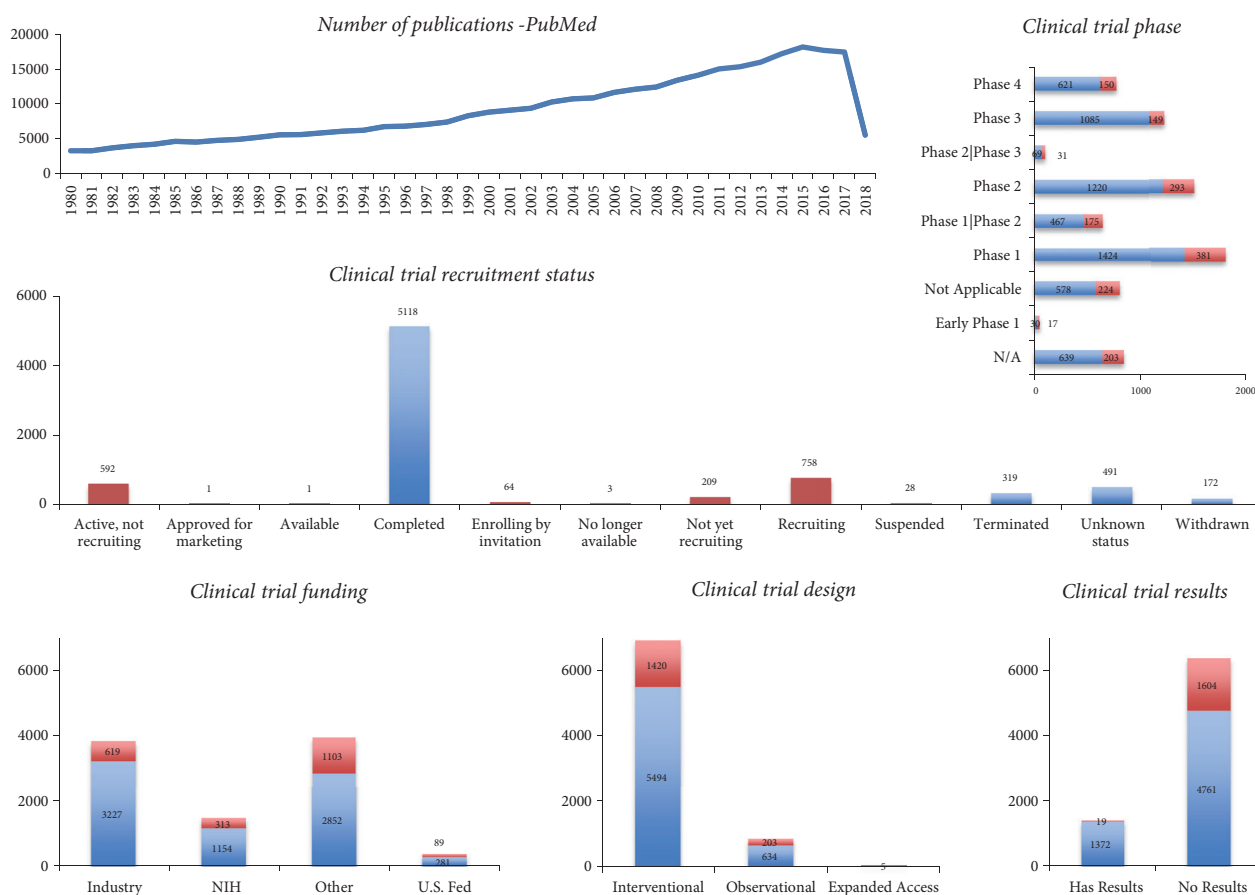 Number of publications -PubMed
20000
15000
10000
5000
0
1980
1981
1982
1983
1984
1985
1986
1987
1988
1989
1990
1991
1992
1993
1994
1995
1996
1997
1998
1999
2000
2001
2002
2003
2004
2005
2006
2007
2008
2009
2010
2011
2012
2013
2014
2015
2016
2017
2018
Clinical trial phase
Phase 4
621 150
Phase 3
1085 149
Phase 2|Phase 3
69 31
Phase 2
1220 293
Phase 1|Phase 2
467 175
Phase 1
1424 381
Not Applicable
578 224
Early Phase 1
30 17
N/A
639 203
0 1000 2000
Clinical trial recruitment status
6000
4000
2000
0
592
1
1
5118
64
3
209
758
28
319
491
172
Active, not
recruiting
Approved for
marketing
Available
Completed
Enrolling by
invitation
No longer
available
Not yet
recruiting
Recruiting
Suspended
Terminated
Unknown
status
Withdrawn
Clinical trial funding
6000
4000
2000
0
619
3227
313
1154
1103
2852
89
281
Industry
NIH
Other
U.S. Fed
Clinical trial design
6000
4000
2000
0
1420
5494
203
634
5
Interventional
Observational
Expanded Access
Clinical trial results
6000
4000
2000
0
19
1372
1604
4761
Has Results
No Results